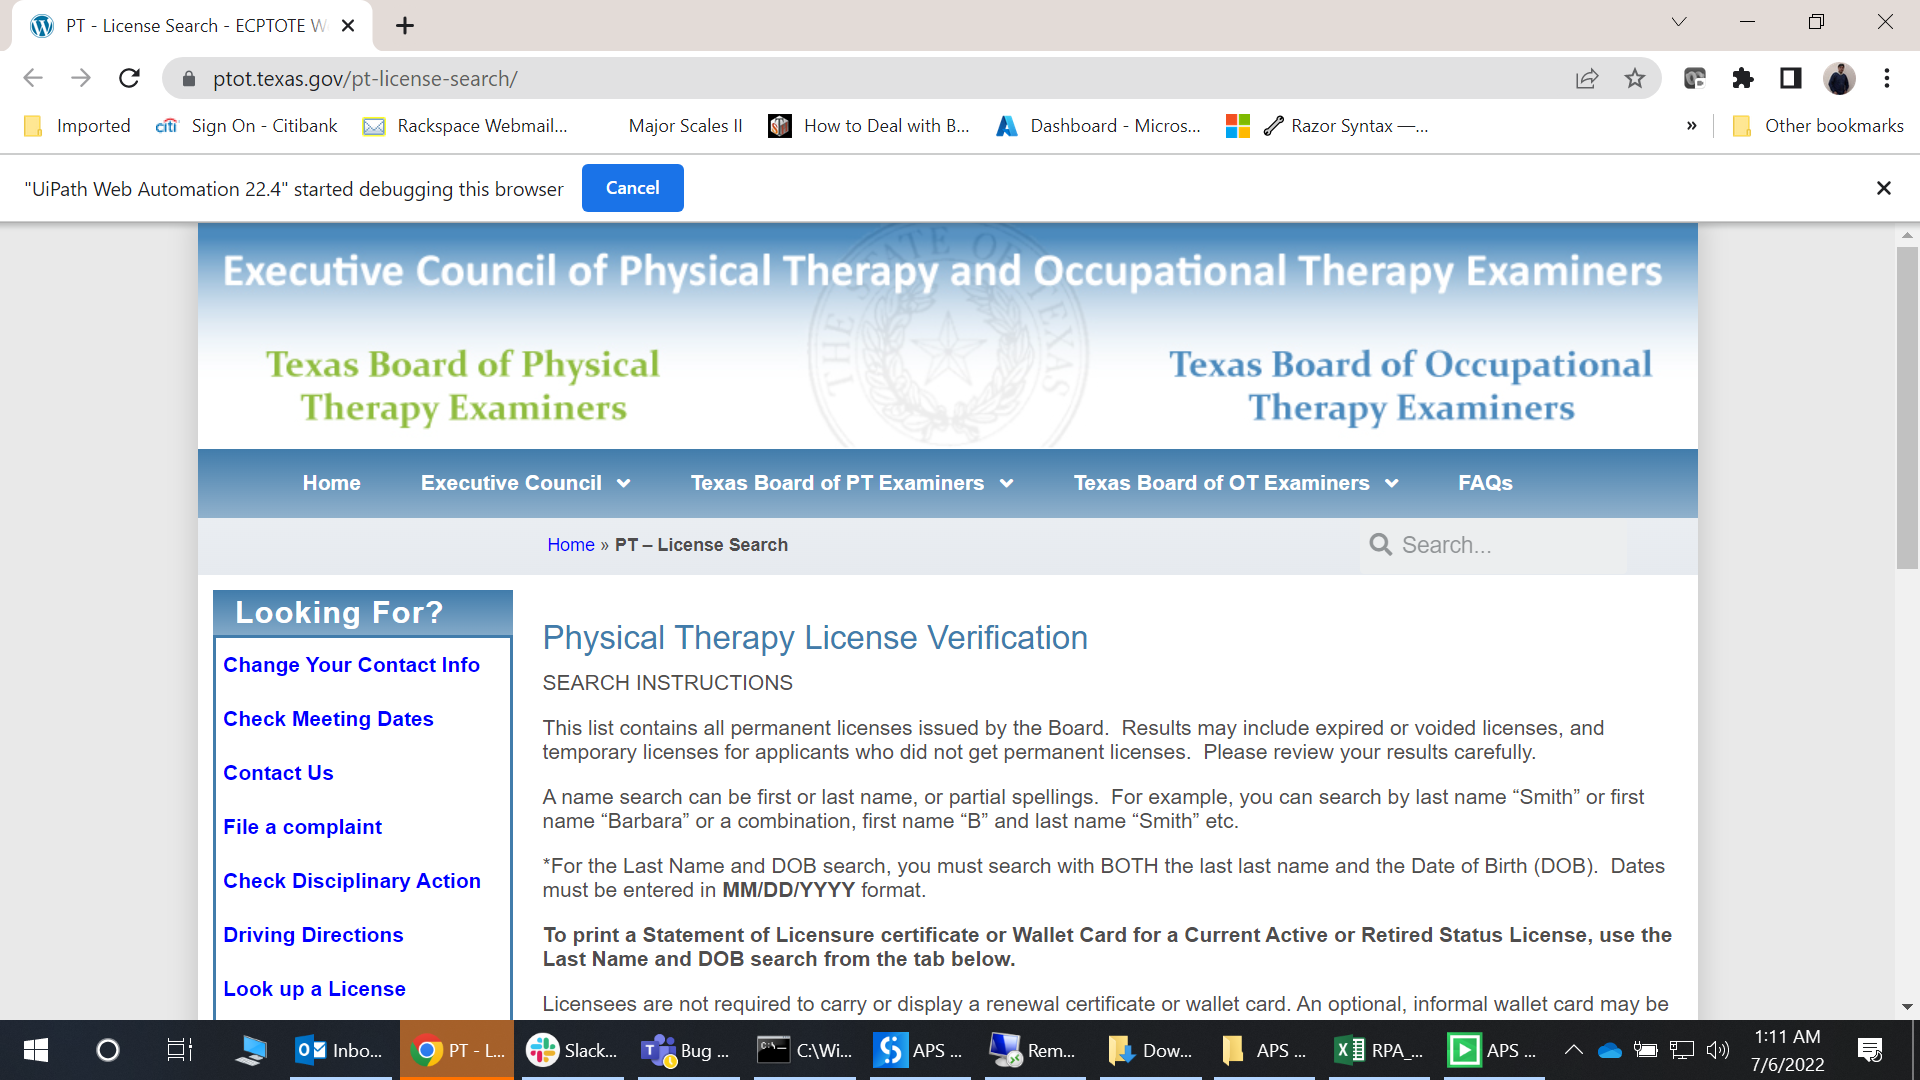 PT - License Search - ECPTOTE W
ptot.texas.gov/pt-license-search/
Imported
citi Sign On - Citibank
Rackspace Webmail...
Major Scales II
How to Deal with B...
Dashboard - Micros...
Razor Syntax —...
»
Other bookmarks
"UiPath Web Automation 22.4" started debugging this browser
Cancel
THE STATE OF TEXAS
Executive Council of Physical Therapy and Occupational Therapy Examiners
Texas Board of Physical
Therapy Examiners
Texas Board of Occupational
Therapy Examiners
Home
Executive Council
Texas Board of PT Examiners
Texas Board of OT Examiners
FAQs
Home » PT – License Search
Search...
Looking For?
Change Your Contact Info
Check Meeting Dates
Contact Us
File a complaint
Check Disciplinary Action
Driving Directions
Look up a License
Physical Therapy License Verification
SEARCH INSTRUCTIONS
This list contains all permanent licenses issued by the Board.  Results may include expired or voided licenses, and
temporary licenses for applicants who did not get permanent licenses.  Please review your results carefully.
A name search can be first or last name, or partial spellings.  For example, you can search by last name “Smith” or first
name “Barbara” or a combination, first name “B” and last name “Smith” etc.
*For the Last Name and DOB search, you must search with BOTH the last last name and the Date of Birth (DOB).  Dates
must be entered in MM/DD/YYYY format.
To print a Statement of Licensure certificate or Wallet Card for a Current Active or Retired Status License, use the
Last Name and DOB search from the tab below.
Licensees are not required to carry or display a renewal certificate or wallet card. An optional, informal wallet card may be
Inbo...
PT - L...
Slack...
Bug ...
C:\Wi...
APS ...
Rem...
Dow...
APS ...
RPA_...
APS ...
1:11 AM
7/6/2022